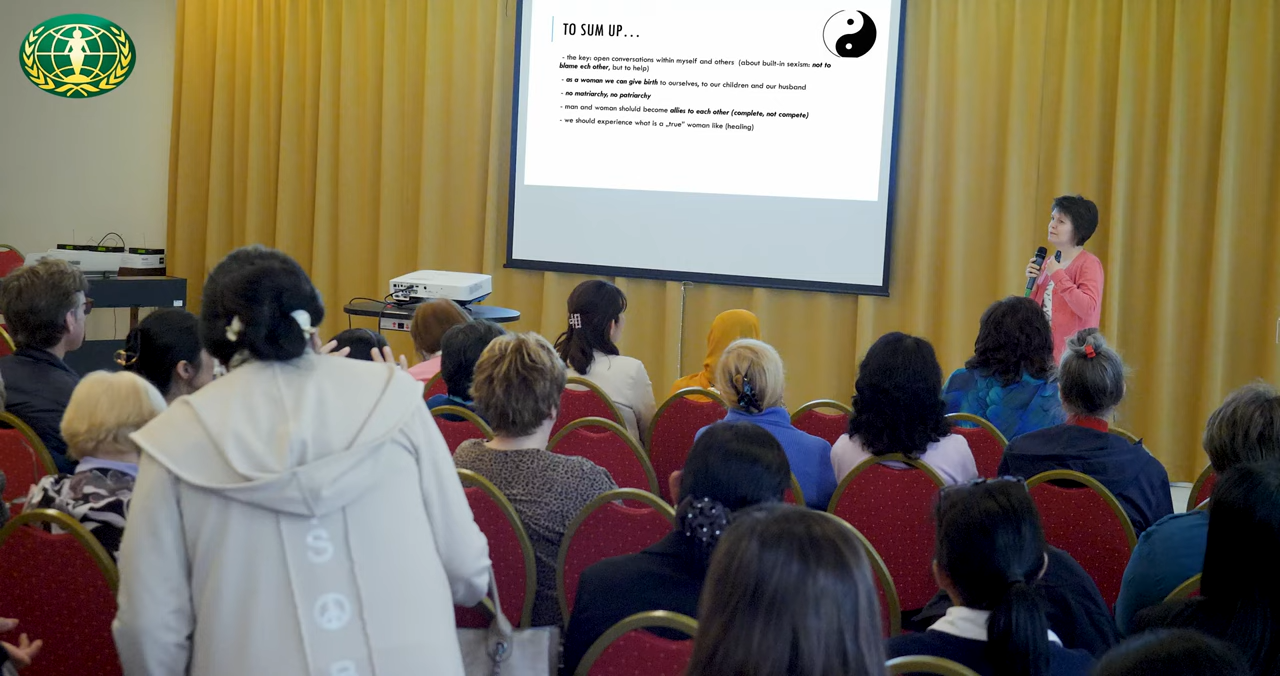 TO SUM UP...
- the key: open conversations within myself and others (about built-in sexism: not to
blame ech other, but to help)
- as a woman we can give birth to ourselves, to our children and our husband
- no matriarchy, no patriarchy
- man and woman sholuld become allies to each other (complete, not compete)
- we should experience what is a „true” woman like (healing)
S